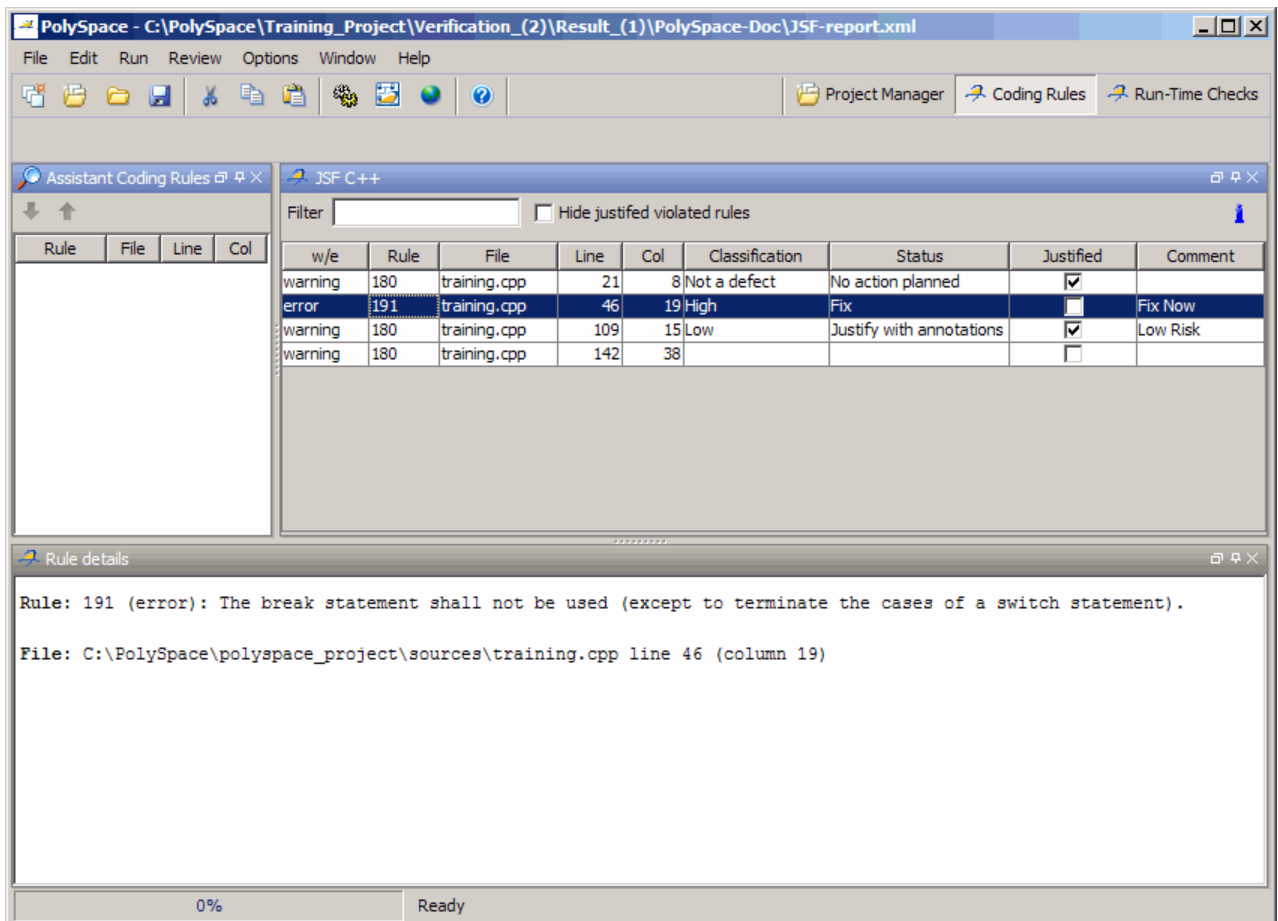 PolySpace - C:\PolySpace\Training_Project\Verification_(2)\Result_(1)\PolySpace-Doc\JSF-report.xml
File Edit Run Review Options Window Help
Project Manager Coding Rules Run-Time Checks
Assistant Coding Rules
JSF C++
Filter Hide justifed violated rules
Rule File Line Col
w/e Rule File Line Col Classification Status Justified Comment
warning 180 training.cpp 21 8 Not a defect No action planned
error 191 training.cpp 46 19 High Fix Fix Now
warning 180 training.cpp 109 15 Low Justify with annotations Low Risk
warning 180 training.cpp 142 38
Rule details
Rule: 191 (error): The break statement shall not be used (except to terminate the cases of a switch statement).
File: C:\PolySpace\polyspace_project\sources\training.cpp line 46 (column 19)
0% Ready